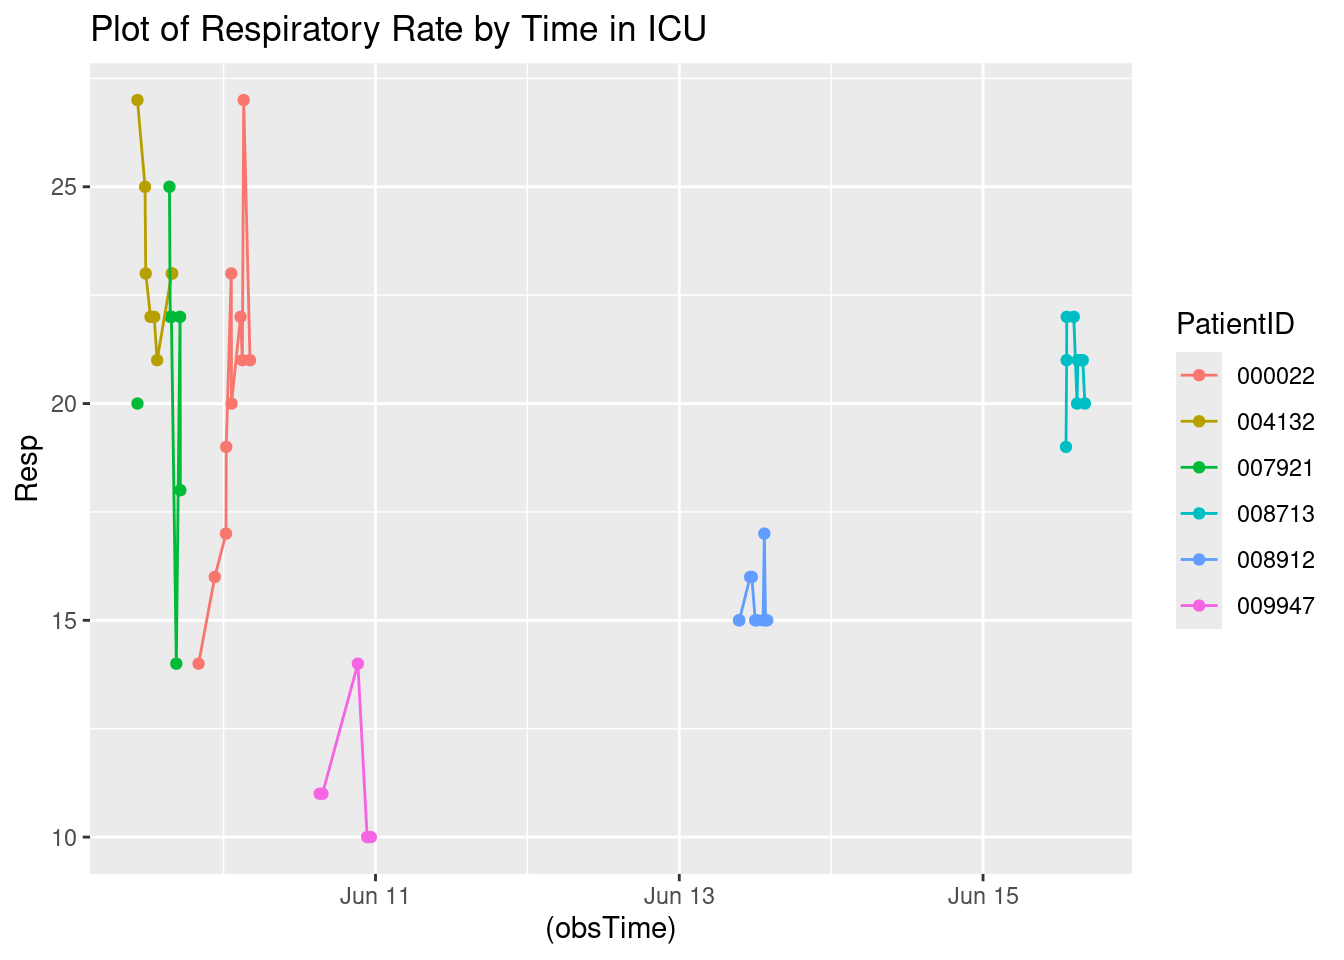 Plot of Respiratory Rate by Time in ICU
Resp
25
20
15
10
Jun 11
Jun 13
Jun 15
(obsTime)
PatientID
000022
004132
007921
008713
008912
009947